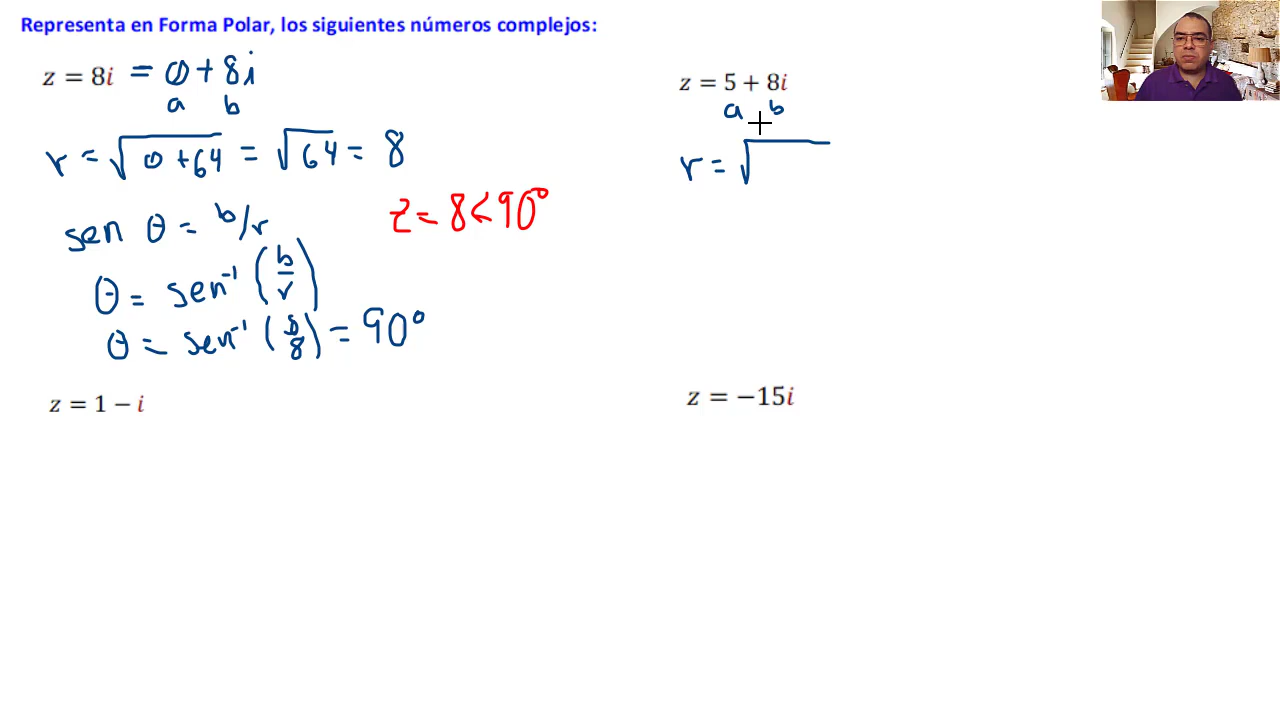 Representa en Forma Polar, los siguientes números complejos:
z = 8i = 0 + 8i
a b
r = √0 + 64 = √64 = 8
sen θ = b/r
z = 8 < 90°
θ = sen⁻¹ (b/r)
θ = sen⁻¹ (8/8) = 90°
z = 5 + 8i
a b
r = √
z = 1 − i
z = −15i